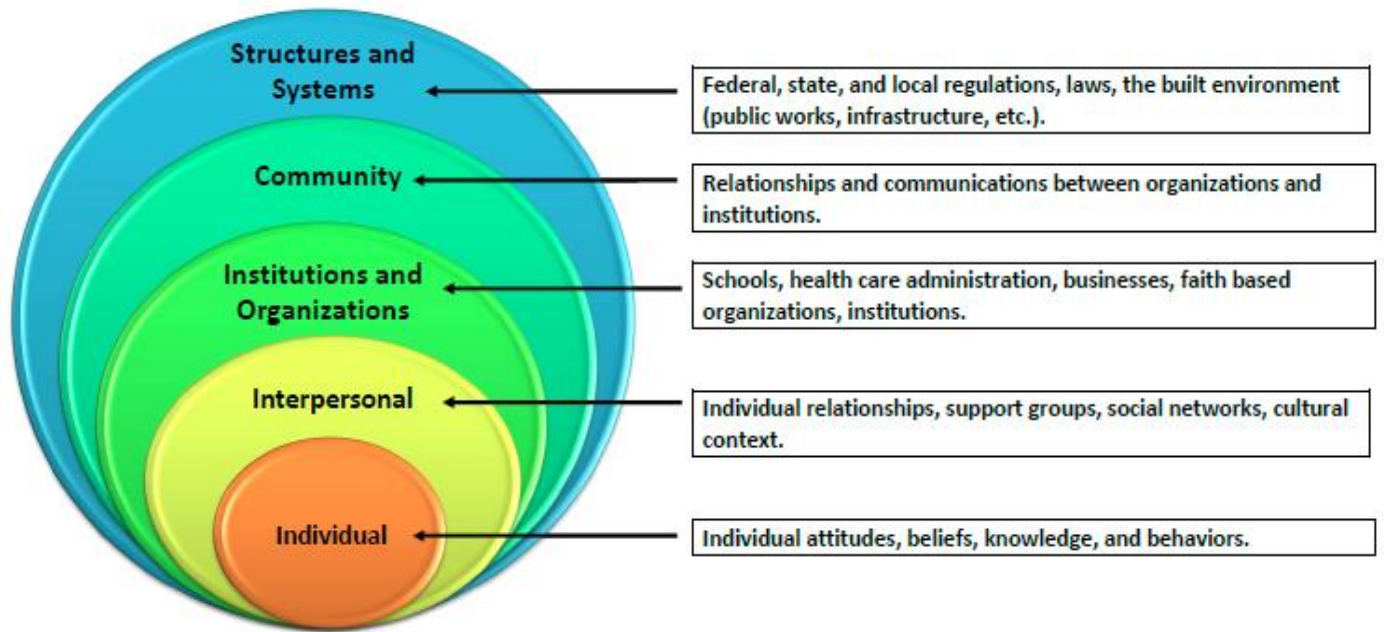 Structures and
Systems
Federal, state, and local regulations, laws, the built environment
(public works, infrastructure, etc.).
Community
Relationships and communications between organizations and
institutions.
Institutions and
Organizations
Schools, health care administration, businesses, faith based
organizations, institutions.
Interpersonal
Individual relationships, support groups, social networks, cultural
context.
Individual
Individual attitudes, beliefs, knowledge, and behaviors.